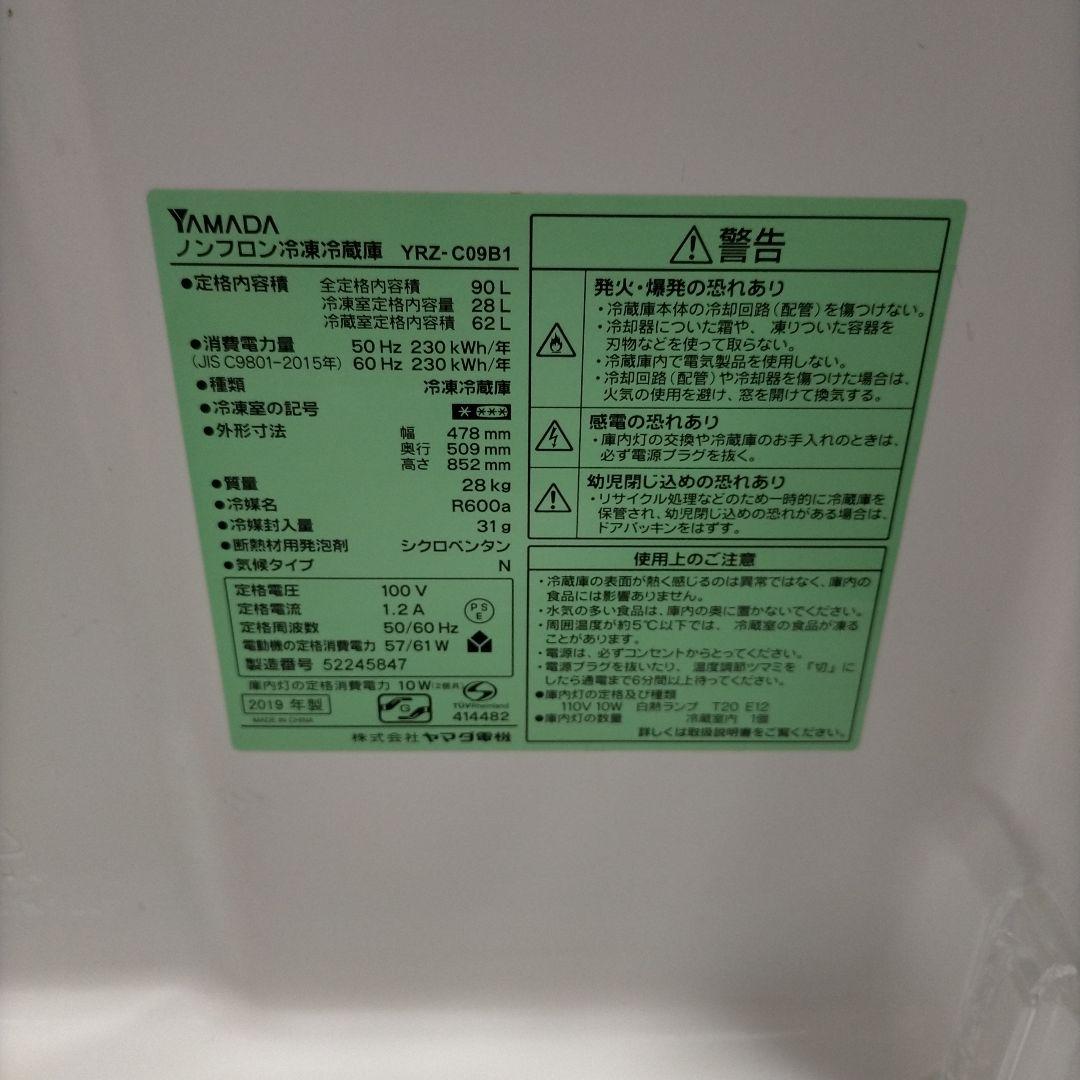 YAMADA
ノンフロン冷凍冷蔵庫 YRZ-C09B1
●定格内容積 全定格内容積 90 L
冷凍室定格内容量 28 L
冷蔵室定格内容積 62 L
●消費電力量 50 Hz 230 kWh/年
(JIS C9801-2015年) 60 Hz 230 kWh/年
●種類 冷凍冷蔵庫
●冷凍室の記号
●外形寸法 幅 478 mm
奥行 509 mm
高さ 852 mm
●質量 28 kg
●冷媒名 R600a
●冷媒封入量 31 g
●断熱材用発泡剤 シクロペンタン
●気候タイプ N
定格電圧 100 V
定格電流 1.2 A
定格周波数 50/60 Hz
電動機の定格消費電力 57/61 W
製造番号 52245847
PSE
庫内灯の定格消費電力 10W
2019 年製
MADE IN CHINA
G
TÜVRheinland
414482
株式会社ヤマダ電機
警告
発火・爆発の恐れあり
・冷蔵庫本体の冷却回路(配管)を傷つけない。
・冷却器についた霜や、凍りついた容器を
刃物などを使って取らない。
・冷蔵庫内で電気製品を使用しない。
・冷却回路(配管)や冷却器を傷つけた場合は、
火気の使用を避け、窓を開けて換気する。
感電の恐れあり
・庫内灯の交換や冷蔵庫のお手入れのときは、
必ず電源プラグを抜く。
幼児閉じ込めの恐れあり
・リサイクル処理などのため一時的に冷蔵庫を
保管され、幼児閉じ込めの恐れがある場合は、
ドアパッキンをはずす。
使用上のご注意
・冷蔵庫の表面が熱く感じるのは異常ではなく、庫内の
食品には影響ありません。
・水気の多い食品は、庫内の奥に置かないでください。
・周囲温度が約5℃以下では、冷蔵室の食品が凍る
ことがあります。
・電源は、必ずコンセントからとってください。
・電源プラグを抜いたり、温度調節ツマミを『切』に
したら通電まで6分間以上待ってください。
●庫内灯の定格及び種類
110V 10W 白熱ランプ T20 E12
●庫内灯の数量 冷蔵室内 1個
詳しくは取扱説明書をご覧ください。